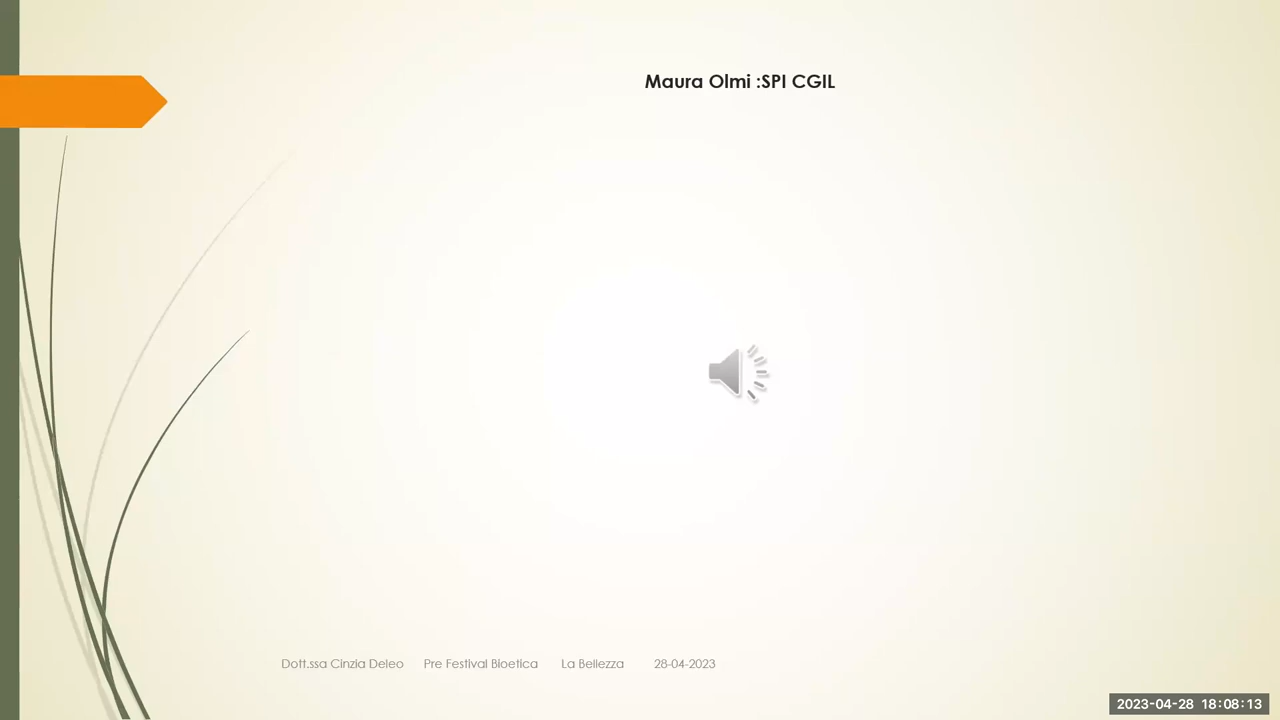 Maura Olmi :SPI CGIL
Dott.ssa Cinzia Deleo Pre Festival Bioetica La Bellezza 28-04-2023
2023-04-28 18:08:13